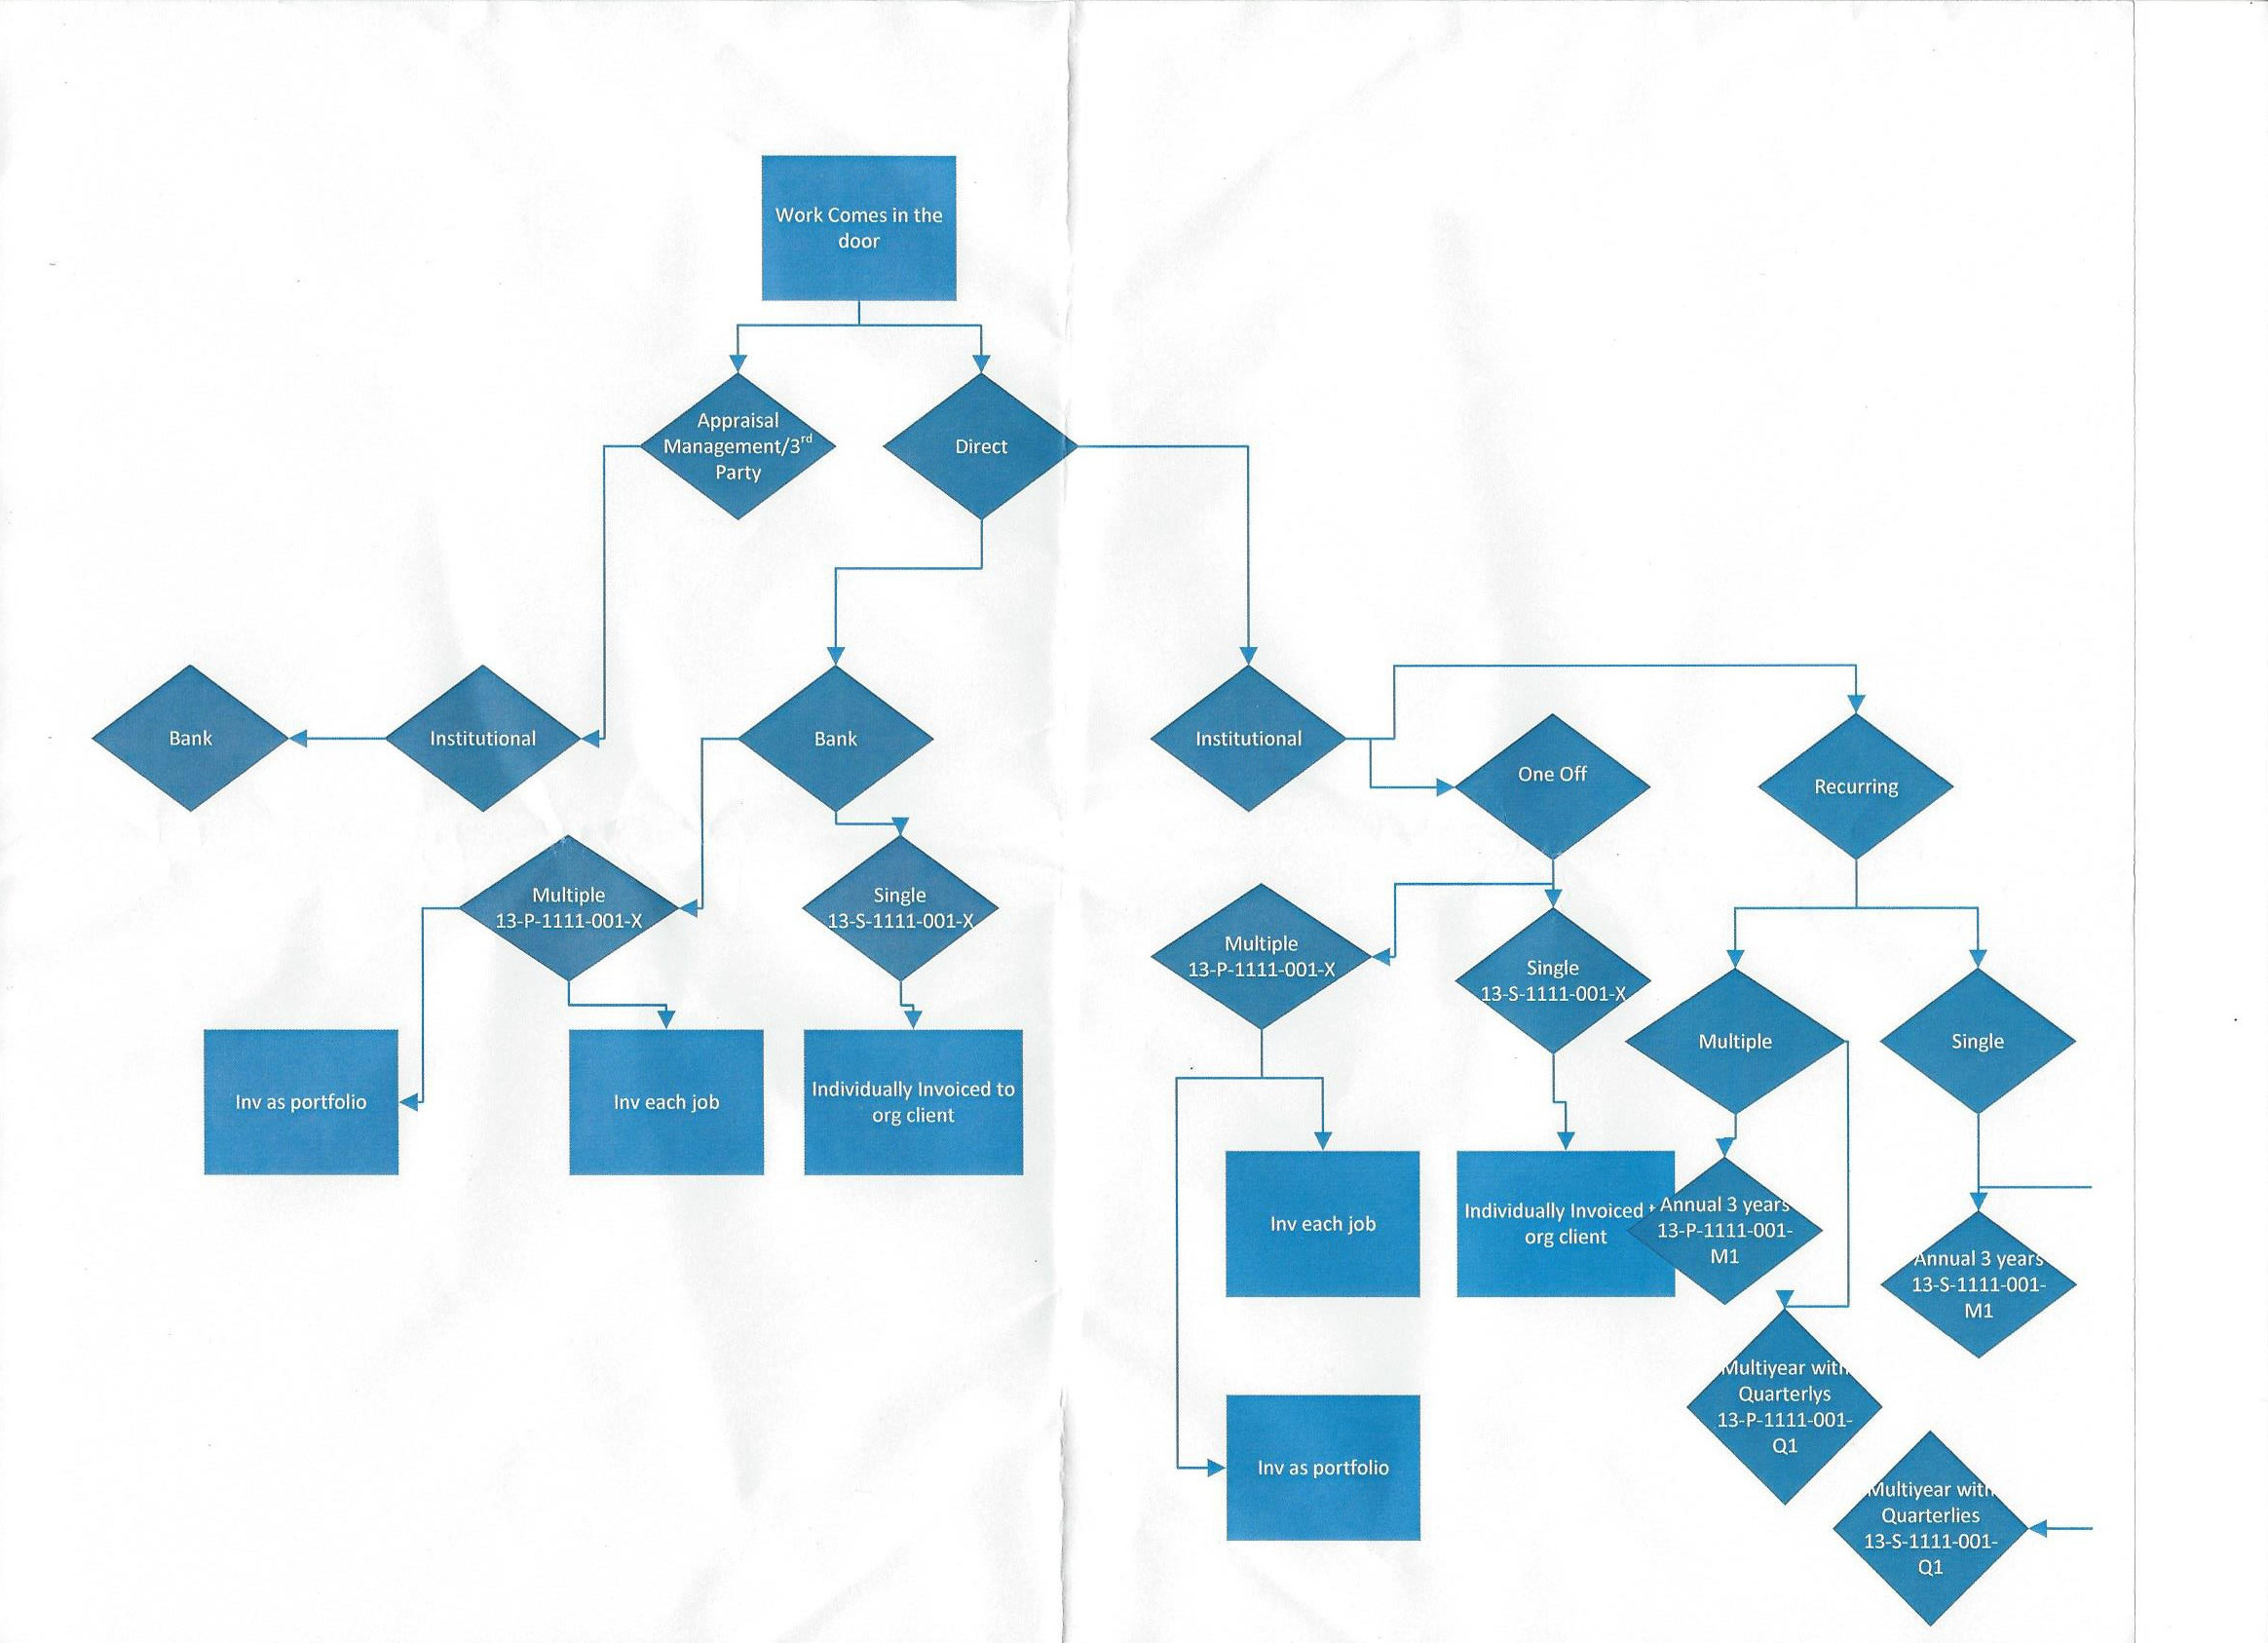 Work Comes in the
door
Appraisal
Management/3rd
Party
Direct
Bank
Institutional
Bank
Institutional
One Off
Recurring
Multiple
13-P-1111-001-X
Single
13-S-1111-001-X
Multiple
13-P-1111-001-X
Single
13-S-1111-001-X
Multiple
Single
Inv as portfolio
Inv each job
Individually Invoiced to
org client
Inv each job
Individually Invoiced
org client
Annual 3 years
13-P-1111-001-
M1
Annual 3 years
13-S-1111-001-
M1
Multiyear with
Quarterlys
13-P-1111-001-
Q1
Inv as portfolio
Multiyear with
Quarterlies
13-S-1111-001-
Q1